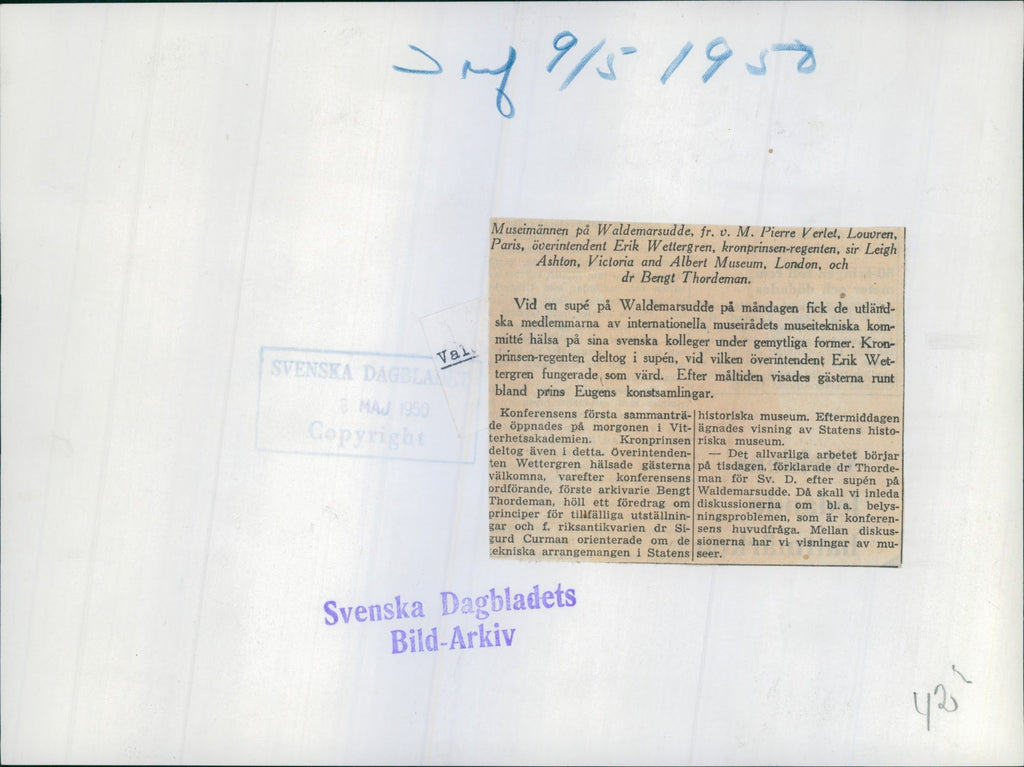 9/5 1950
Museimännen på Waldemarsudde, fr. v. M. Pierre Verlet, Louvren,
Paris, överintendent Erik Wettergren, kronprinsen-regenten, sir Leigh
Ashton, Victoria and Albert Museum, London, och
dr Bengt Thordeman.
Vid en supé på Waldemarsudde på måndagen fick de utländ-
ska medlemmarna av internationella museirådets museitekniska kom-
mitté hälsa på sina svenska kolleger under gemytliga former. Kron-
prinsen-regenten deltog i supén, vid vilken överintendent Erik Wet-
tergren fungerade som värd. Efter måltiden visades gästerna runt
bland prins Eugens konstsamlingar.
Konferensens första sammanträ-
de öppnades på morgonen i Vit-
terhetsakademien. Kronprinsen
deltog även i detta. Överintenden-
ten Wettergren hälsade gästerna
välkomna, varefter konferensens
ordförande, förste arkivarie Bengt
Thordeman, höll ett föredrag om
principer för tillfälliga utställnin-
gar och f. riksantikvarien dr Si-
gurd Curman orienterade om de
tekniska arrangemangen i Statens
historiska museum. Eftermiddagen
ägnades visning av Statens histo-
riska museum.
— Det allvarliga arbetet börjar
på tisdagen, förklarade dr Thorde-
man för Sv. D. efter supén på
Waldemarsudde. Då skall vi inleda
diskussionerna om bl. a. belys-
ningsproblemen, som är konferen-
sens huvudfråga. Mellan diskus-
sionerna har vi visningar av mu-
seer.
Val.
SVENSKA DAGBLADET
8 MAJ 1950
Copyright
Svenska Dagbladets
Bild-Arkiv
42